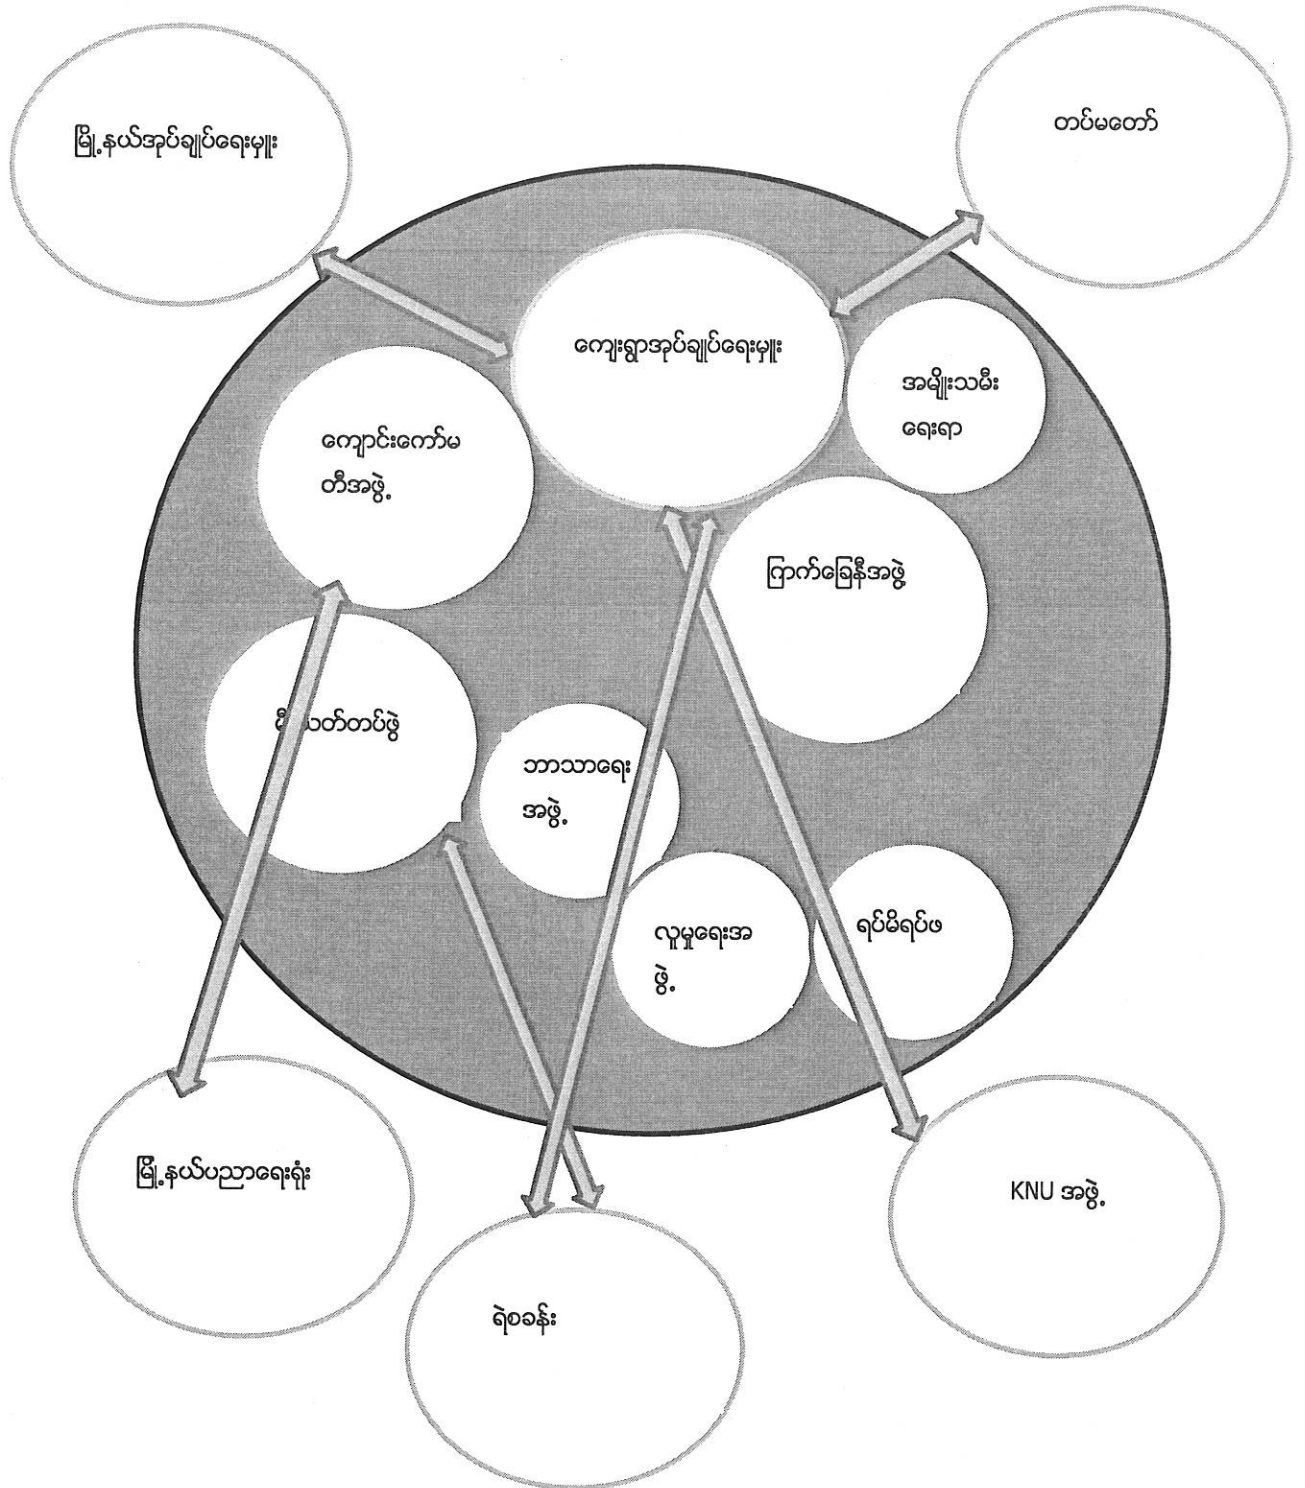 မြို့နယ်အုပ်ချုပ်ရေးမှူး
တပ်မတော်
ကျေးရွာအုပ်ချုပ်ရေးမှူး
အမျိုးသမီး
ရေးရာ
ကျောင်းကော်မ
တီအဖွဲ့
ကြက်ခြေနီအဖွဲ့
သတ်တပ်ဖွဲ
ဘာသာရေး
အဖွဲ့
လူမှုရေးအ
ဖွဲ့
ရပ်မိရပ်ဖ
မြို့နယ်ပညာရေးရုံး
KNU အဖွဲ့
ရဲစခန်း